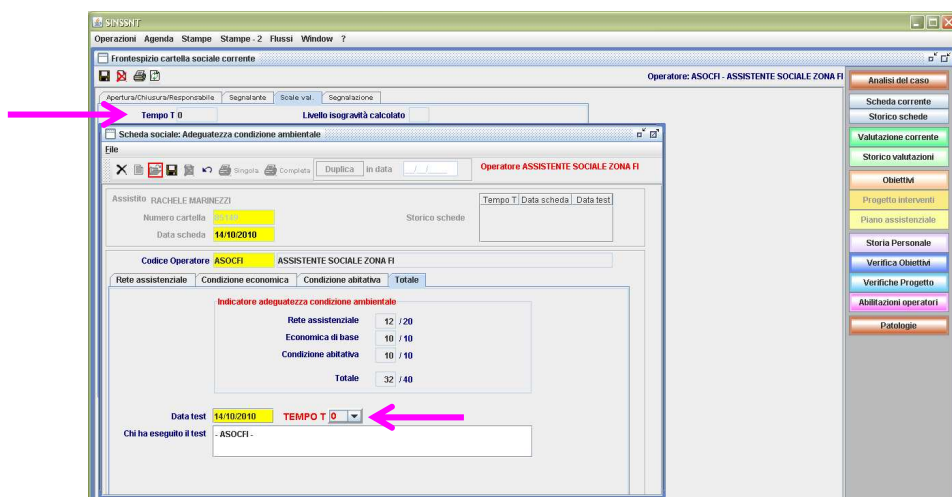 SINSSNT
Operazioni Agenda Stampe Stampe - 2 Flussi Window ?
Frontespizio cartella sociale corrente
Operatore: ASOCFI - ASSISTENTE SOCIALE ZONA FI
Apertura/Chiusura/Responsabile Segnalante Scale val. Segnalazione
Tempo T 0 Livello isogravità calcolato
Scheda sociale: Adeguatezza condizione ambientale
File
Singola Completa Duplica in data _/_/_
Operatore ASSISTENTE SOCIALE ZONA FI
Assistito RACHELE MARINEZZI
Tempo T Data scheda Data test
Numero cartella Storico schede
Data scheda 14/10/2010
Codice Operatore ASOCFI ASSISTENTE SOCIALE ZONA FI
Rete assistenziale Condizione economica Condizione abitativa Totale
Indicatore adeguatezza condizione ambientale
Rete assistenziale 12 / 20
Economica di base 10 / 10
Condizione abitativa 10 / 10
Totale 32 / 40
Data test 14/10/2010 TEMPO T 0
Chi ha eseguito il test - ASOCFI -
Analisi del caso
Scheda corrente
Storico schede
Valutazione corrente
Storico valutazioni
Obiettivi
Progetto interventi
Piano assistenziale
Storia Personale
Verifica Obiettivi
Verifiche Progetto
Abilitazioni operatori
Patologie